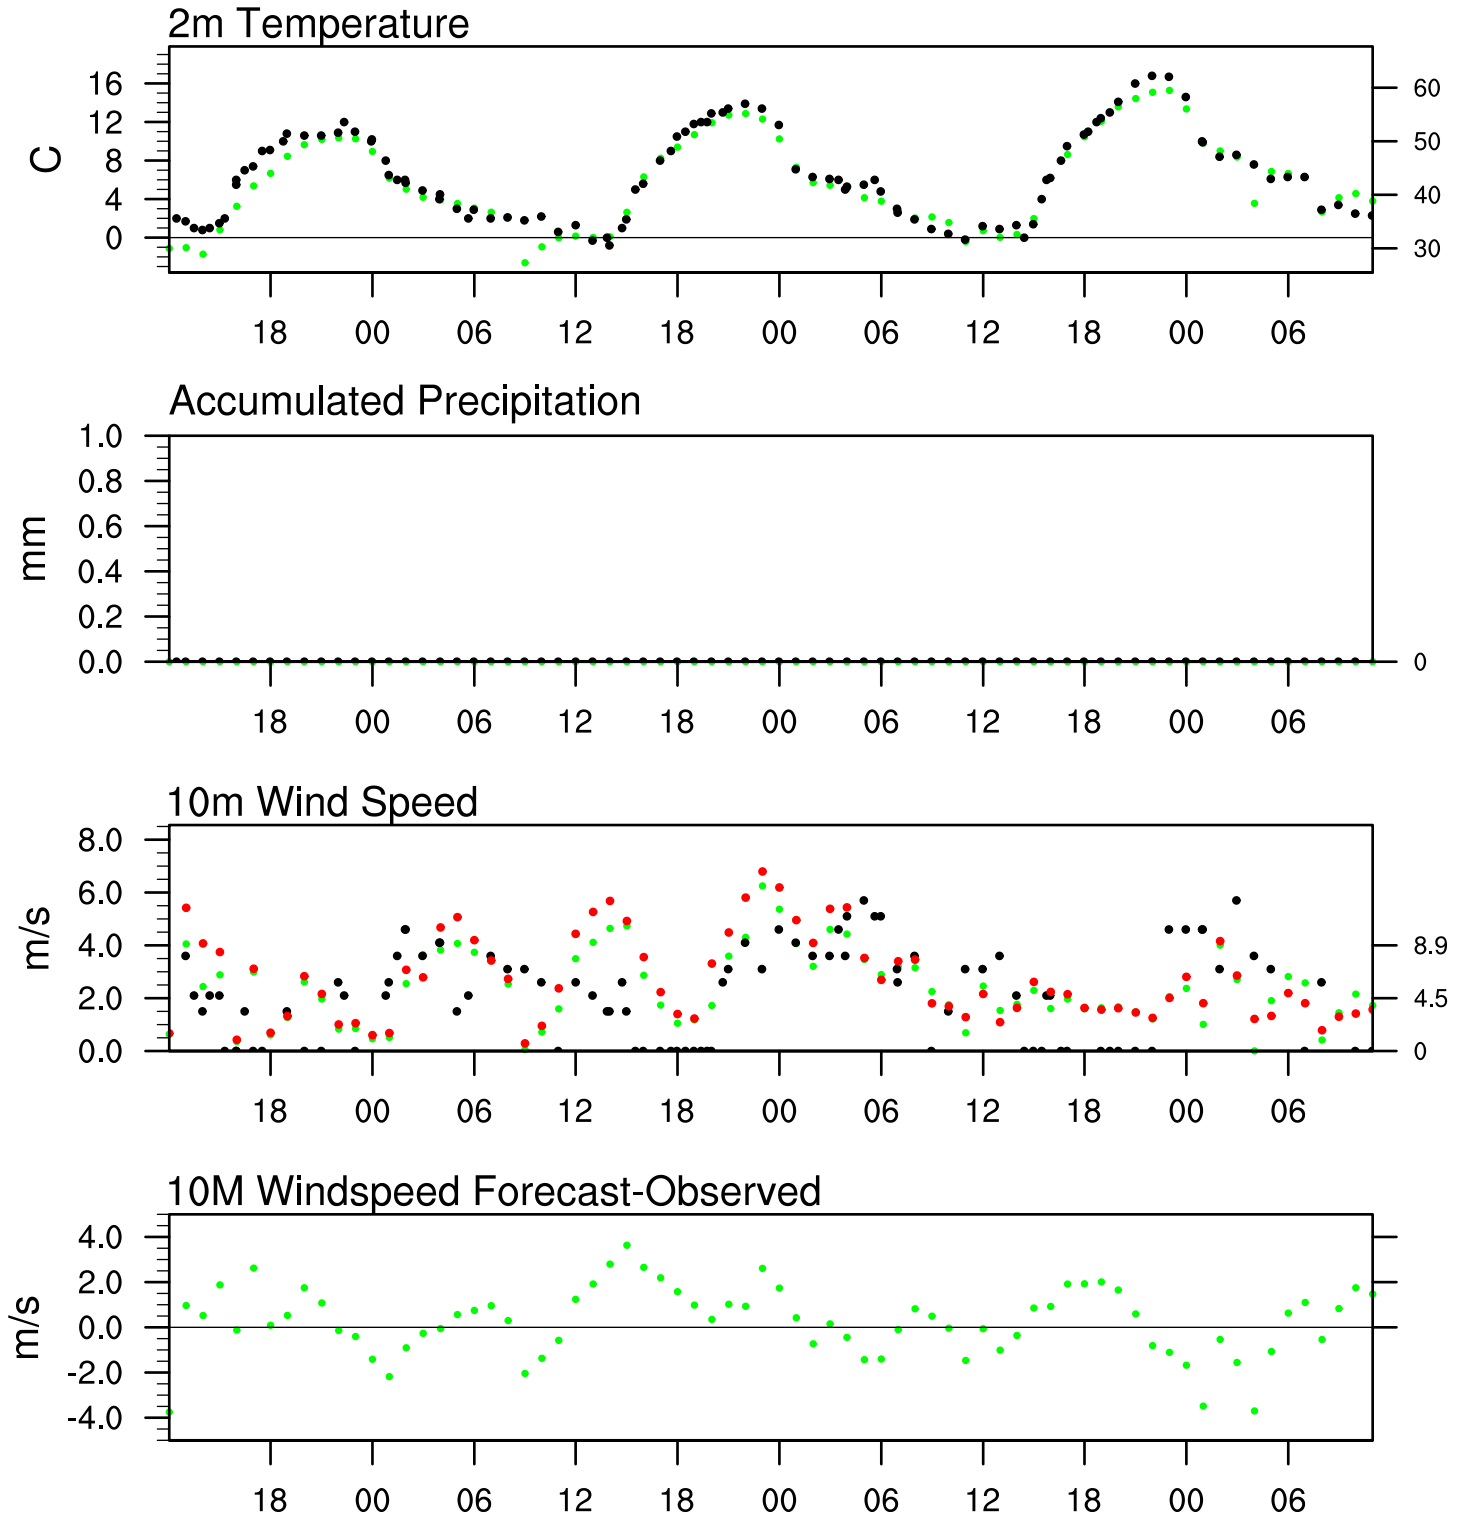 2m Temperature
C
16
12
8
4
0
60
50
40
30
18 00 06 12 18 00 06 12 18 00 06
Accumulated Precipitation
mm
1.0
0.8
0.6
0.4
0.2
0.0
0
18 00 06 12 18 00 06 12 18 00 06
10m Wind Speed
m/s
8.0
6.0
4.0
2.0
0.0
8.9
4.5
0
18 00 06 12 18 00 06 12 18 00 06
10M Windspeed Forecast-Observed
m/s
4.0
2.0
0.0
-2.0
-4.0
18 00 06 12 18 00 06 12 18 00 06